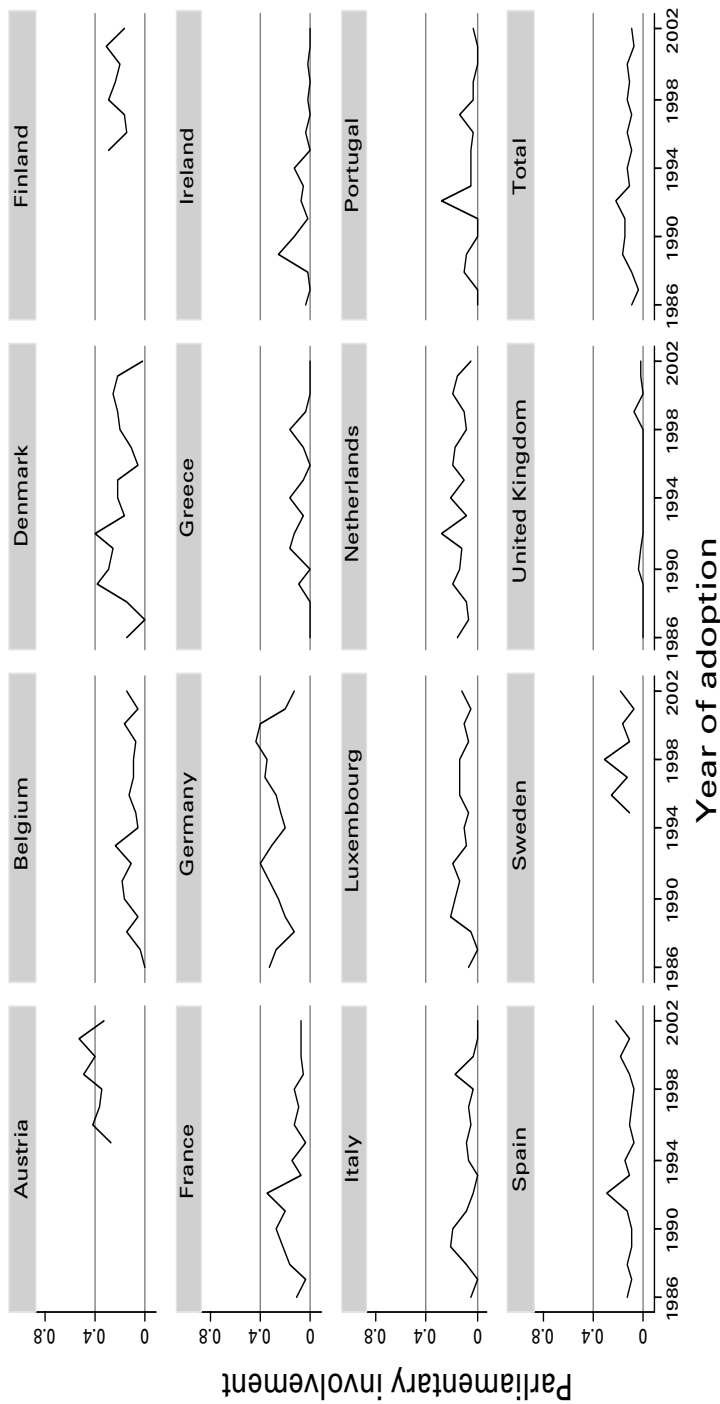 Austria
Belgium
Denmark
Finland
France
Germany
Greece
Ireland
Italy
Luxembourg
Netherlands
Portugal
Spain
Sweden
United Kingdom
Total
0.8
0.4
0
0.8
0.4
0
0.8
0.4
0
0.8
0.4
0
1986 1990 1994 1998 2002
1986 1990 1994 1998 2002
1986 1990 1994 1998 2002
1986 1990 1994 1998 2002
Parliamentary involvement
Year of adoption